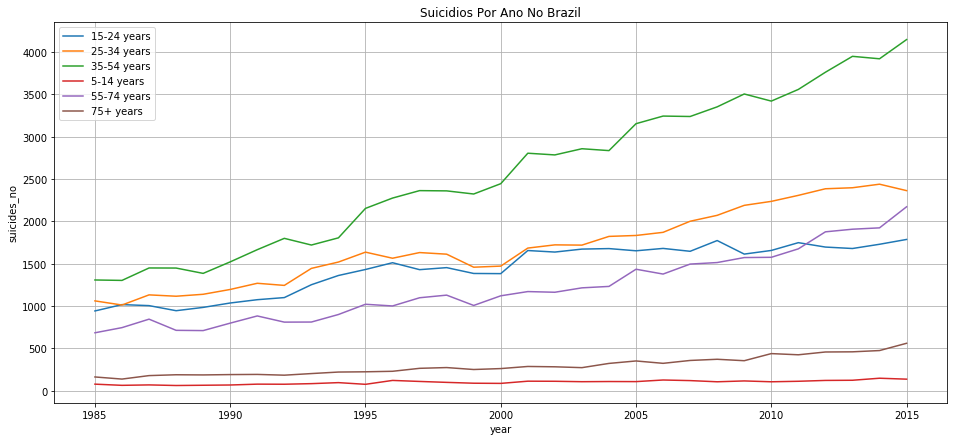 Suicidios Por Ano No Brazil
15-24 years
25-34 years
35-54 years
5-14 years
55-74 years
75+ years
4000
3500
3000
2500
2000
1500
1000
500
0
suicides_no
1985 1990 1995 2000 2005 2010 2015
year